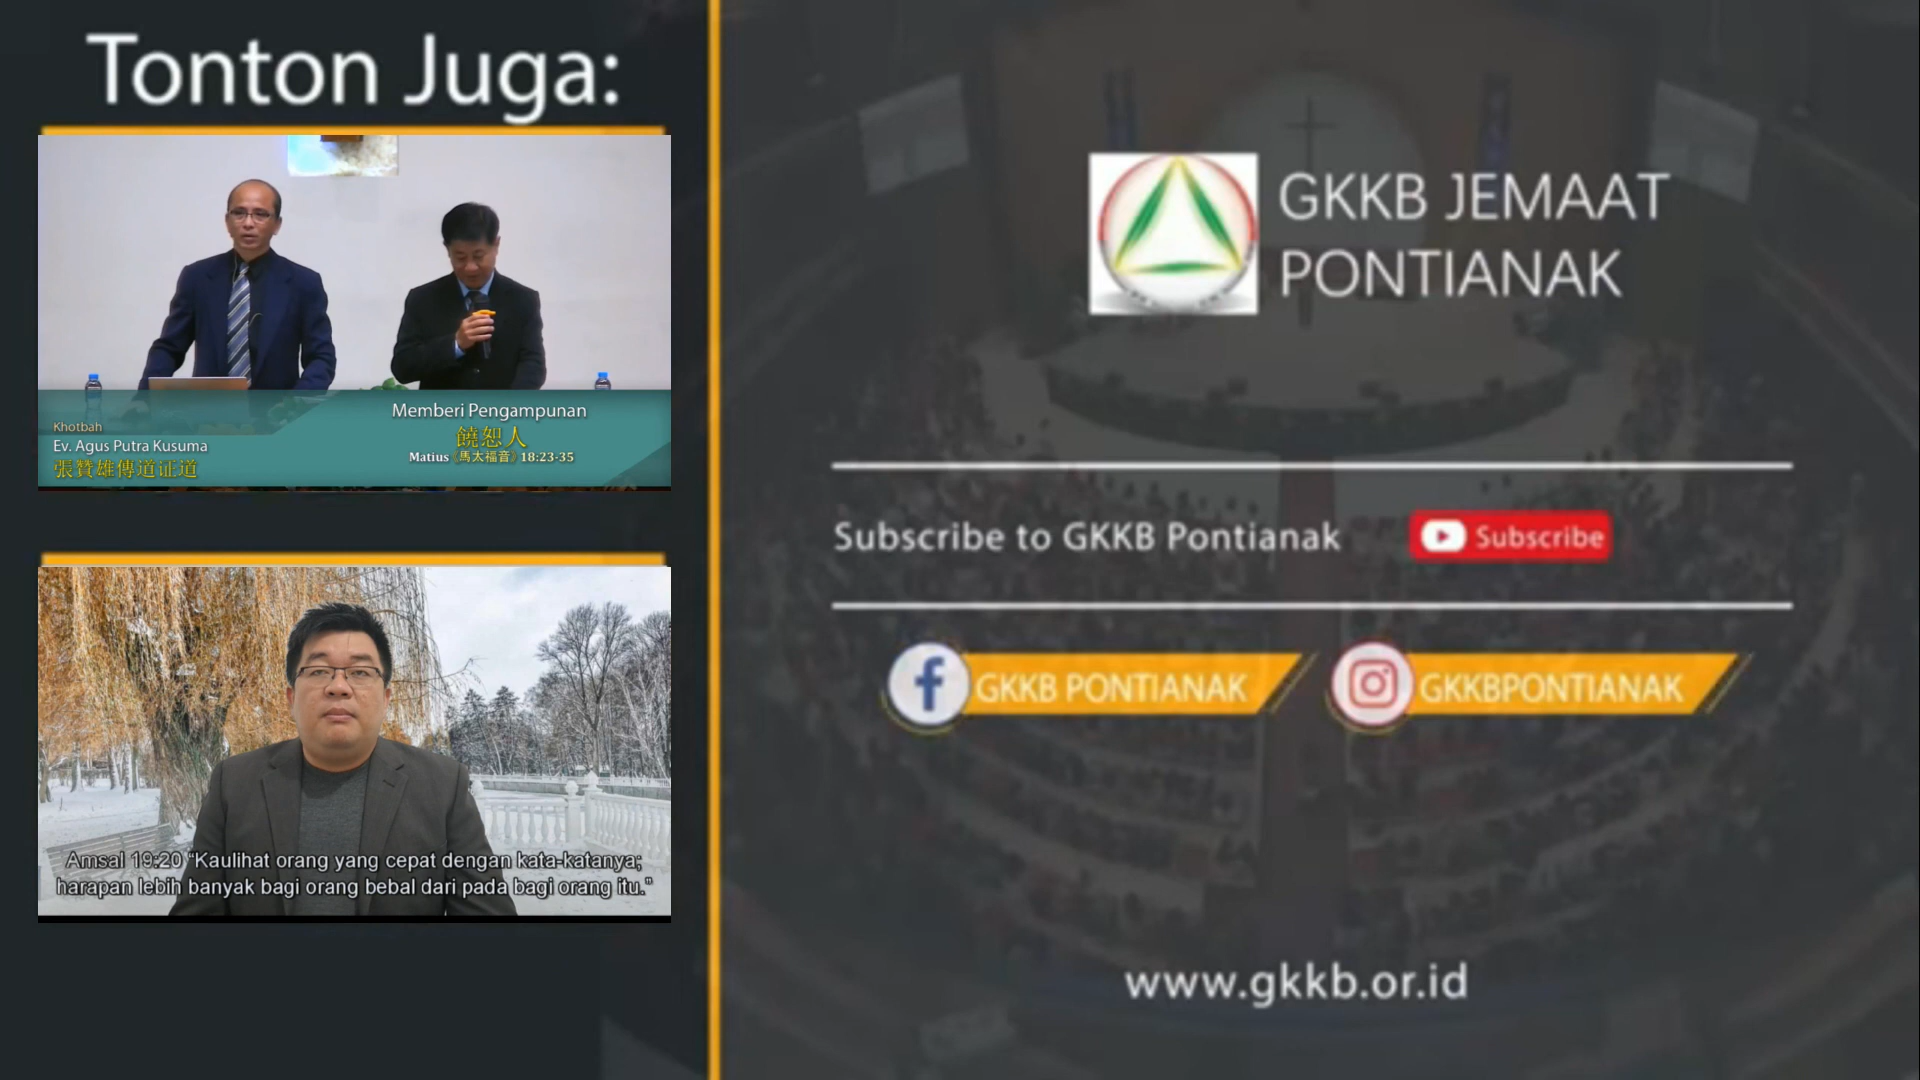 Tonton Juga:
Khotbah
Ev. Agus Putra Kusuma
張贊雄傳道证道
Memberi Pengampunan
饒恕人
Matius《馬太福音》18:23-35
Amsal 19:20 “Kaulihat orang yang cepat dengan kata-katanya;
harapan lebih banyak bagi orang bebal dari pada bagi orang itu.”
GKKB JEMAAT
PONTIANAK
Subscribe to GKKB Pontianak
Subscribe
GKKB PONTIANAK
GKKBPONTIANAK
www.gkkb.or.id